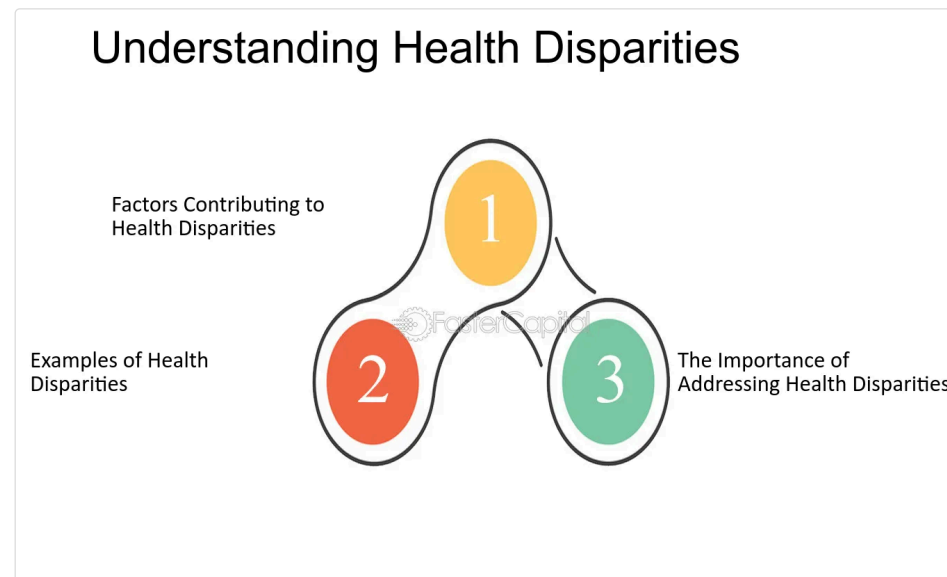 Understanding Health Disparities
1
Factors Contributing to
Health Disparities
FasterCapital
2
Examples of Health
Disparities
3
The Importance of
Addressing Health Disparities